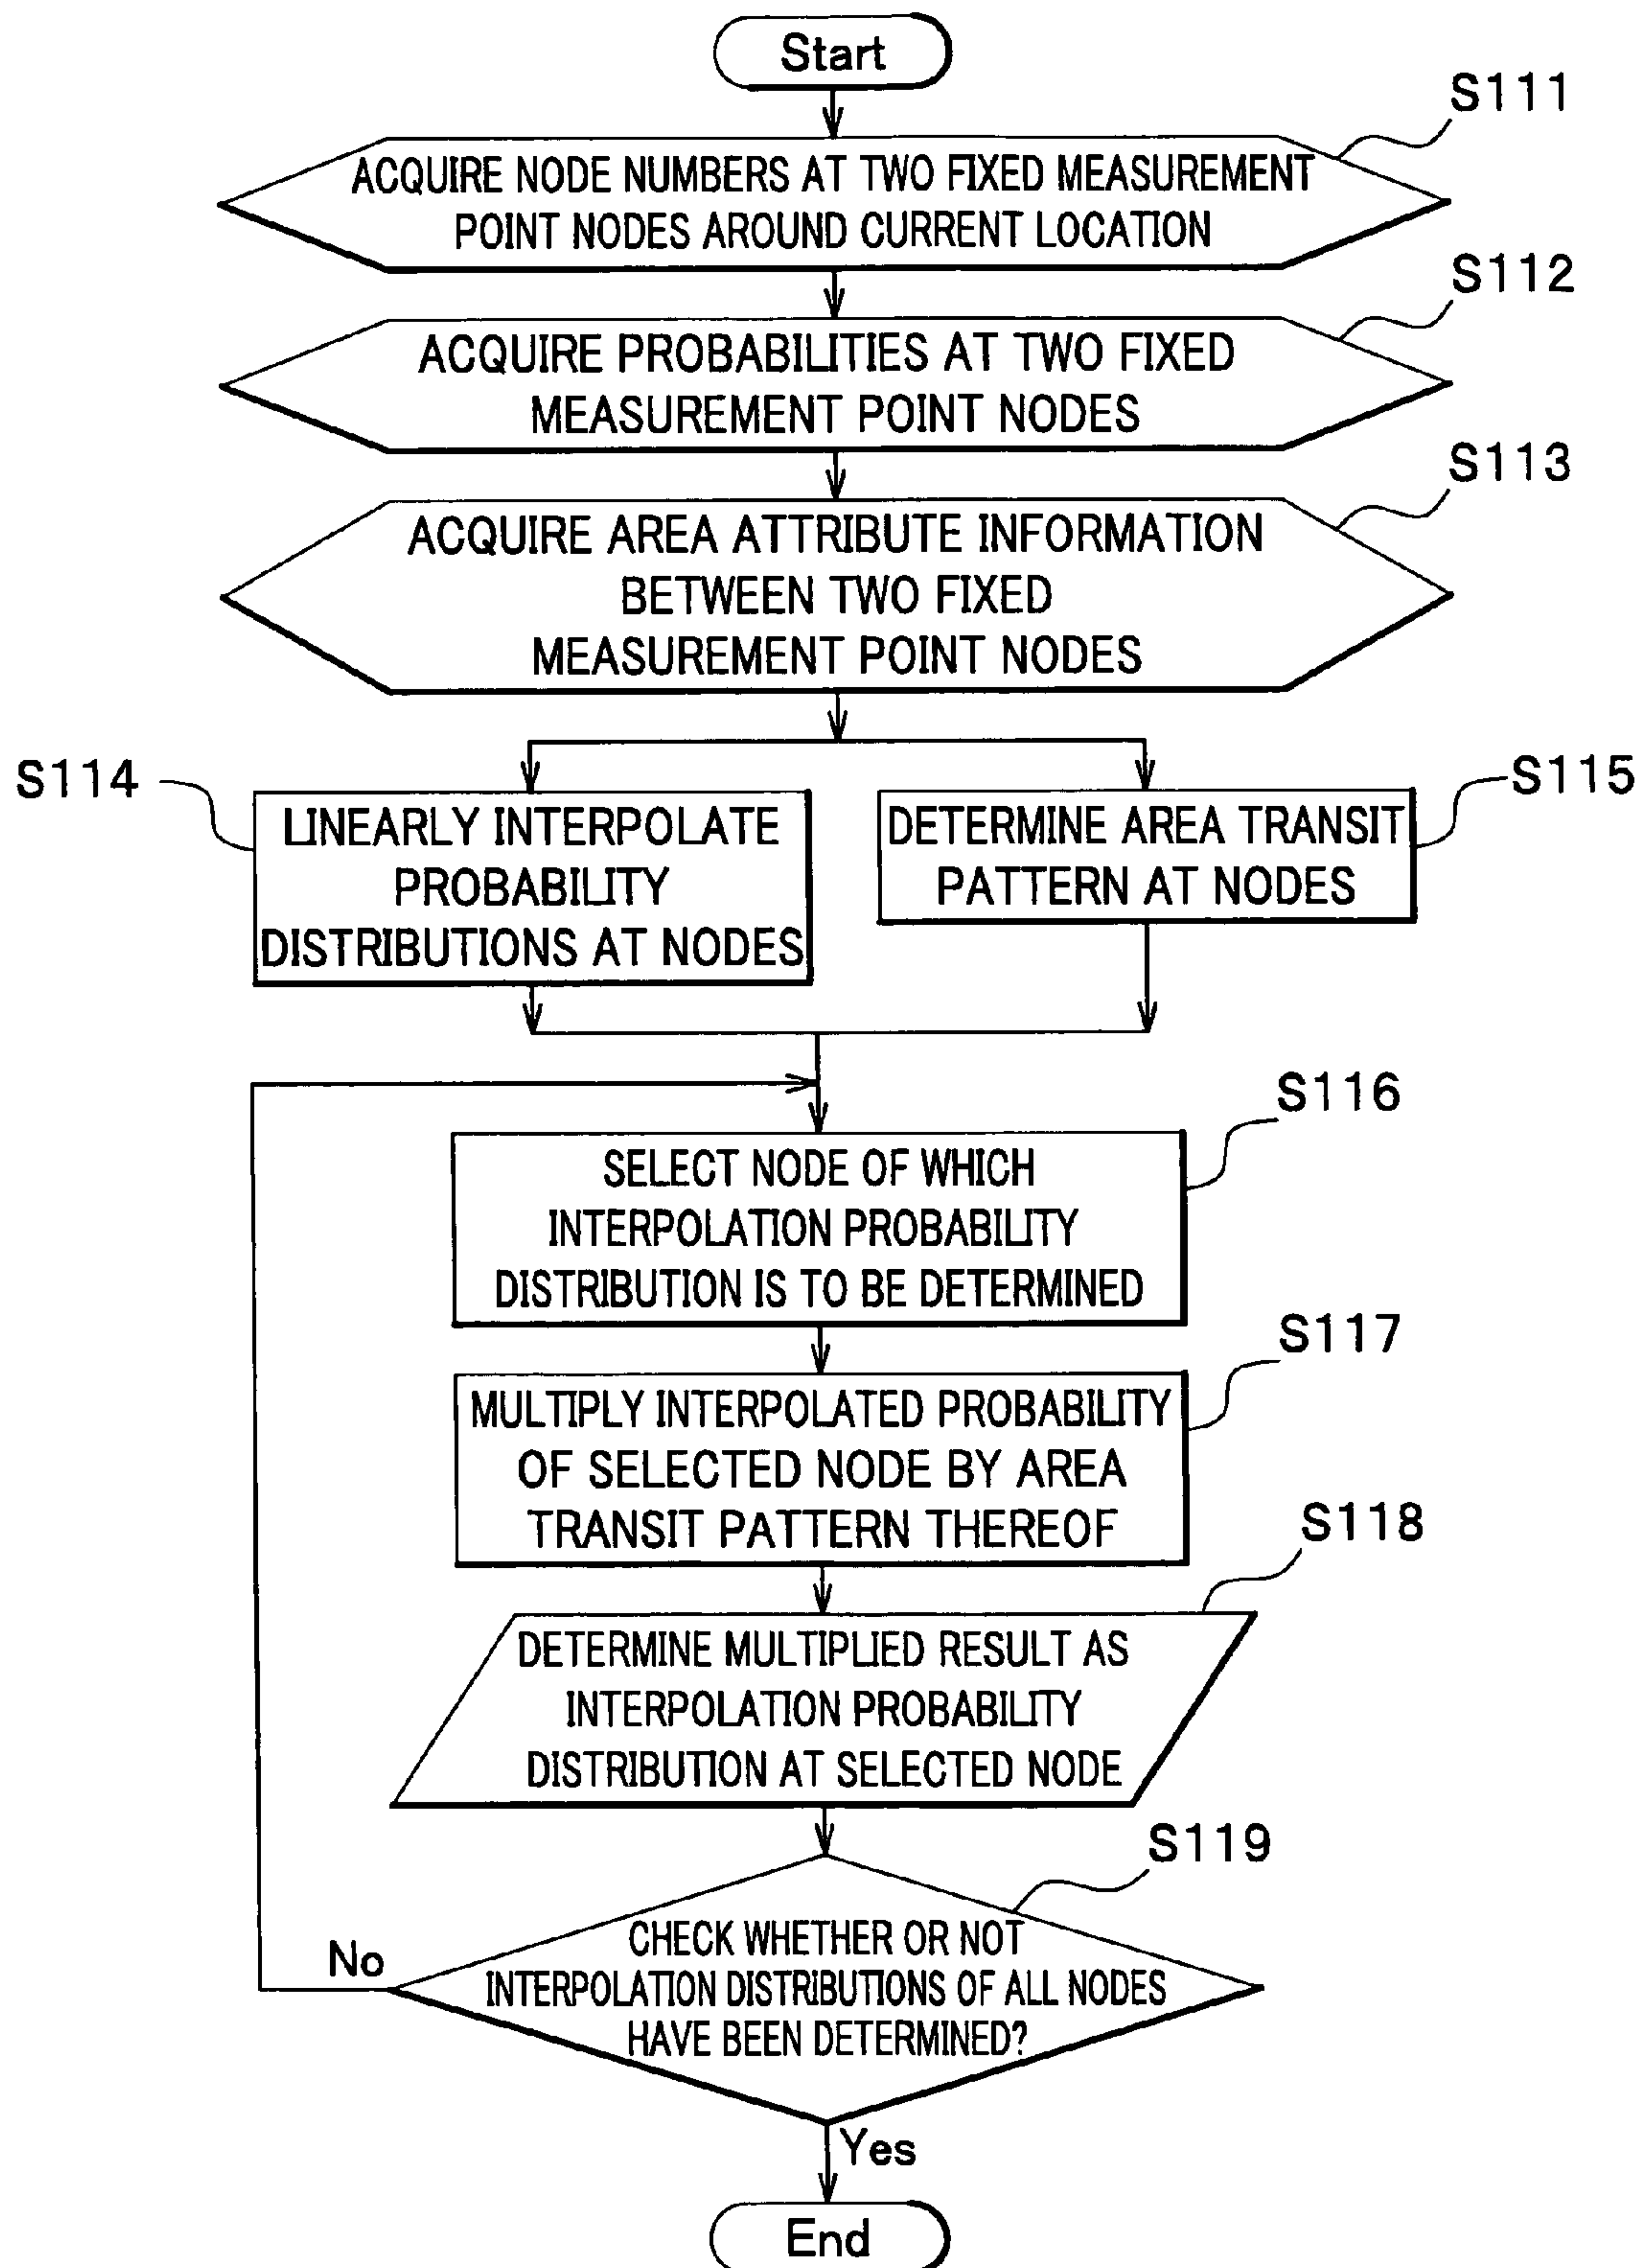 Start
S111
ACQUIRE NODE NUMBERS AT TWO FIXED MEASUREMENT
POINT NODES AROUND CURRENT LOCATION
S112
ACQUIRE PROBABILITIES AT TWO FIXED
MEASUREMENT POINT NODES
S113
ACQUIRE AREA ATTRIBUTE INFORMATION
BETWEEN TWO FIXED
MEASUREMENT POINT NODES
S114
LINEARLY INTERPOLATE
PROBABILITY
DISTRIBUTIONS AT NODES
S115
DETERMINE AREA TRANSIT
PATTERN AT NODES
S116
SELECT NODE OF WHICH
INTERPOLATION PROBABILITY
DISTRIBUTION IS TO BE DETERMINED
S117
MULTIPLY INTERPOLATED PROBABILITY
OF SELECTED NODE BY AREA
TRANSIT PATTERN THEREOF
S118
DETERMINE MULTIPLIED RESULT AS
INTERPOLATION PROBABILITY
DISTRIBUTION AT SELECTED NODE
S119
CHECK WHETHER OR NOT
INTERPOLATION DISTRIBUTIONS OF ALL NODES
HAVE BEEN DETERMINED?
No
Yes
End